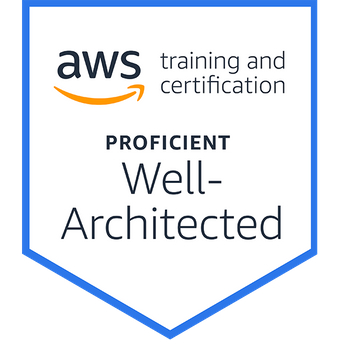 aws training and
certification
PROFICIENT
Well-
Architected